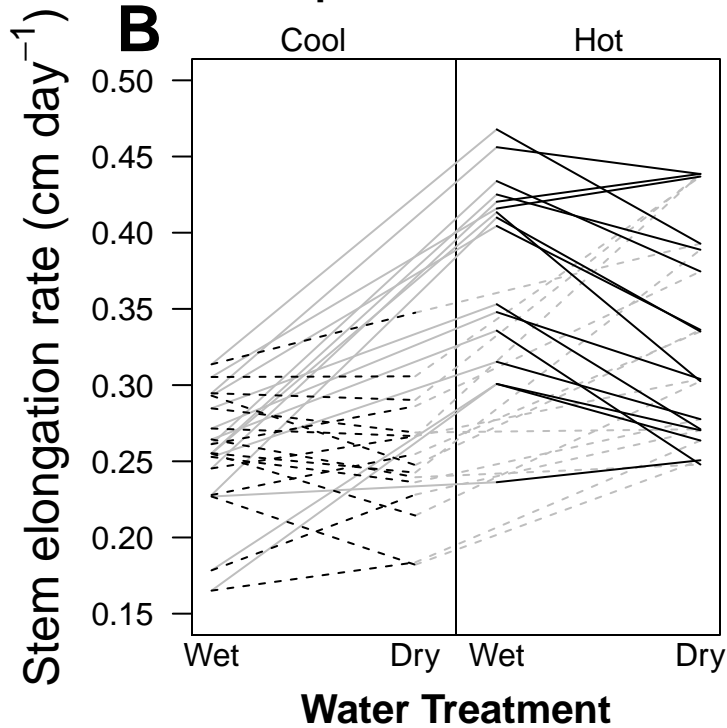 B
Cool Hot
Stem elongation rate (cm day⁻¹)
0.50
0.45
0.40
0.35
0.30
0.25
0.20
0.15
Wet Dry Wet Dry
Water Treatment